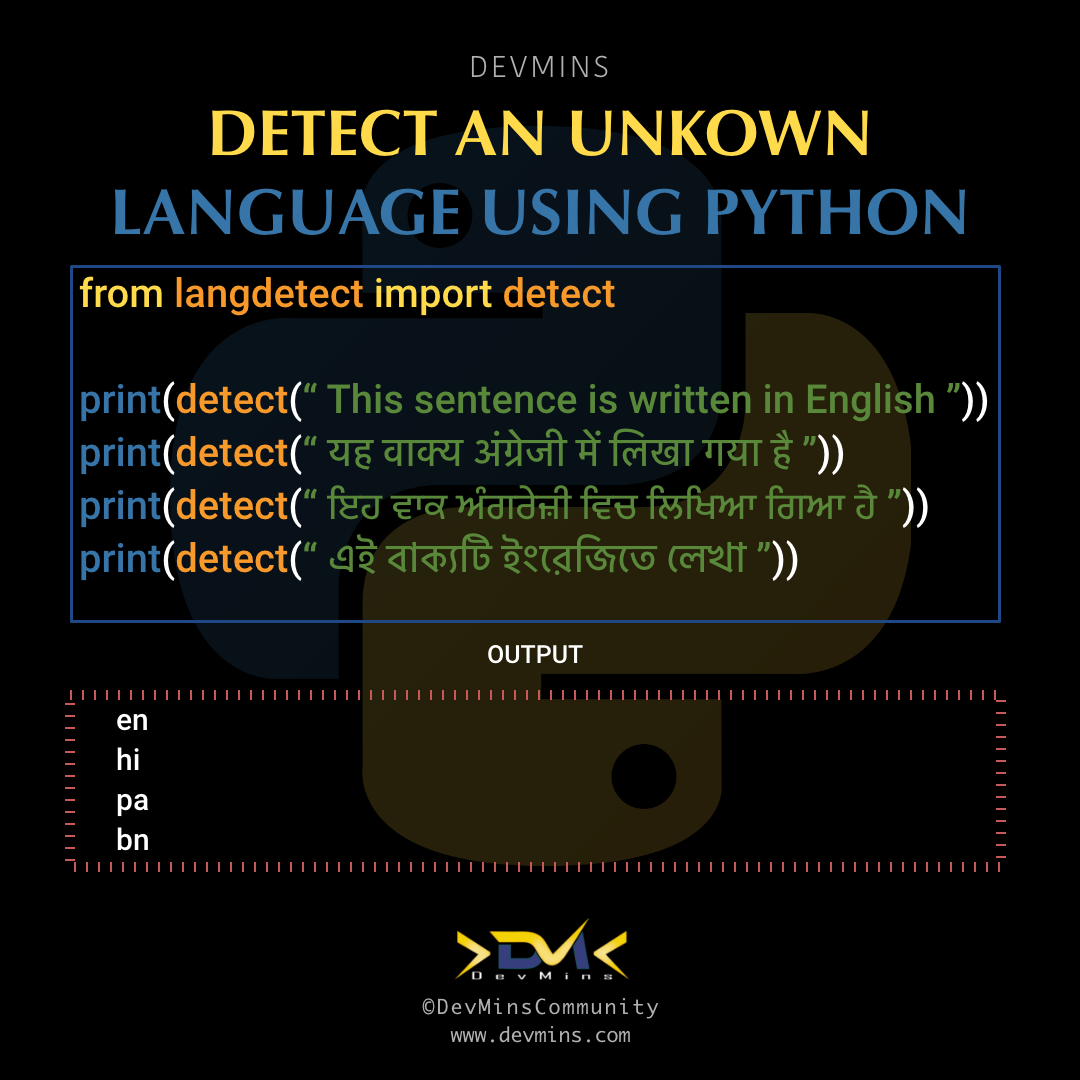 DEVMINS
DETECT AN UNKOWN
LANGUAGE USING PYTHON
from langdetect import detect
print(detect(“ This sentence is written in English ”))
print(detect(“ यह वाक्य अंग्रेजी में लिखा गया है ”))
print(detect(“ ਇਹ ਵਾਕ ਅੰਗਰੇਜ਼ੀ ਵਿਚ ਲਿਖਿਆ ਗਿਆ ਹੈ ”))
print(detect(“ এই বাক্যটি ইংরেজিতে লেখা ”))
OUTPUT
en
hi
pa
bn
DevMins
©DevMinsCommunity
www.devmins.com